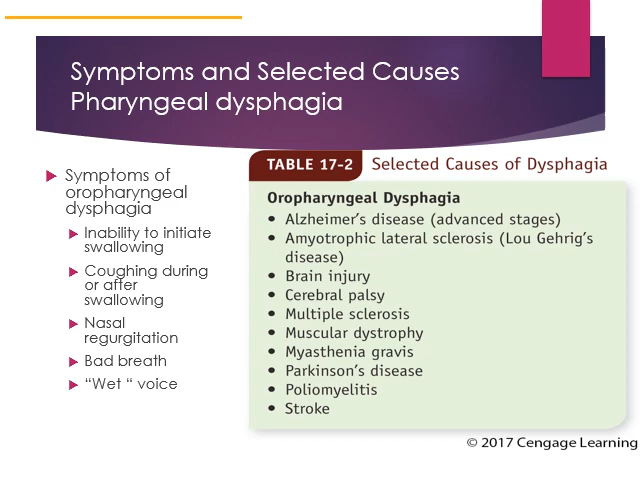 Symptoms and Selected Causes
Pharyngeal dysphagia
Symptoms of
oropharyngeal
dysphagia
Inability to initiate
swallowing
Coughing during
or after
swallowing
Nasal
regurgitation
Bad breath
“Wet “ voice
TABLE 17-2 Selected Causes of Dysphagia
Oropharyngeal Dysphagia
• Alzheimer’s disease (advanced stages)
• Amyotrophic lateral sclerosis (Lou Gehrig’s
disease)
• Brain injury
• Cerebral palsy
• Multiple sclerosis
• Muscular dystrophy
• Myasthenia gravis
• Parkinson’s disease
• Poliomyelitis
• Stroke
© 2017 Cengage Learning